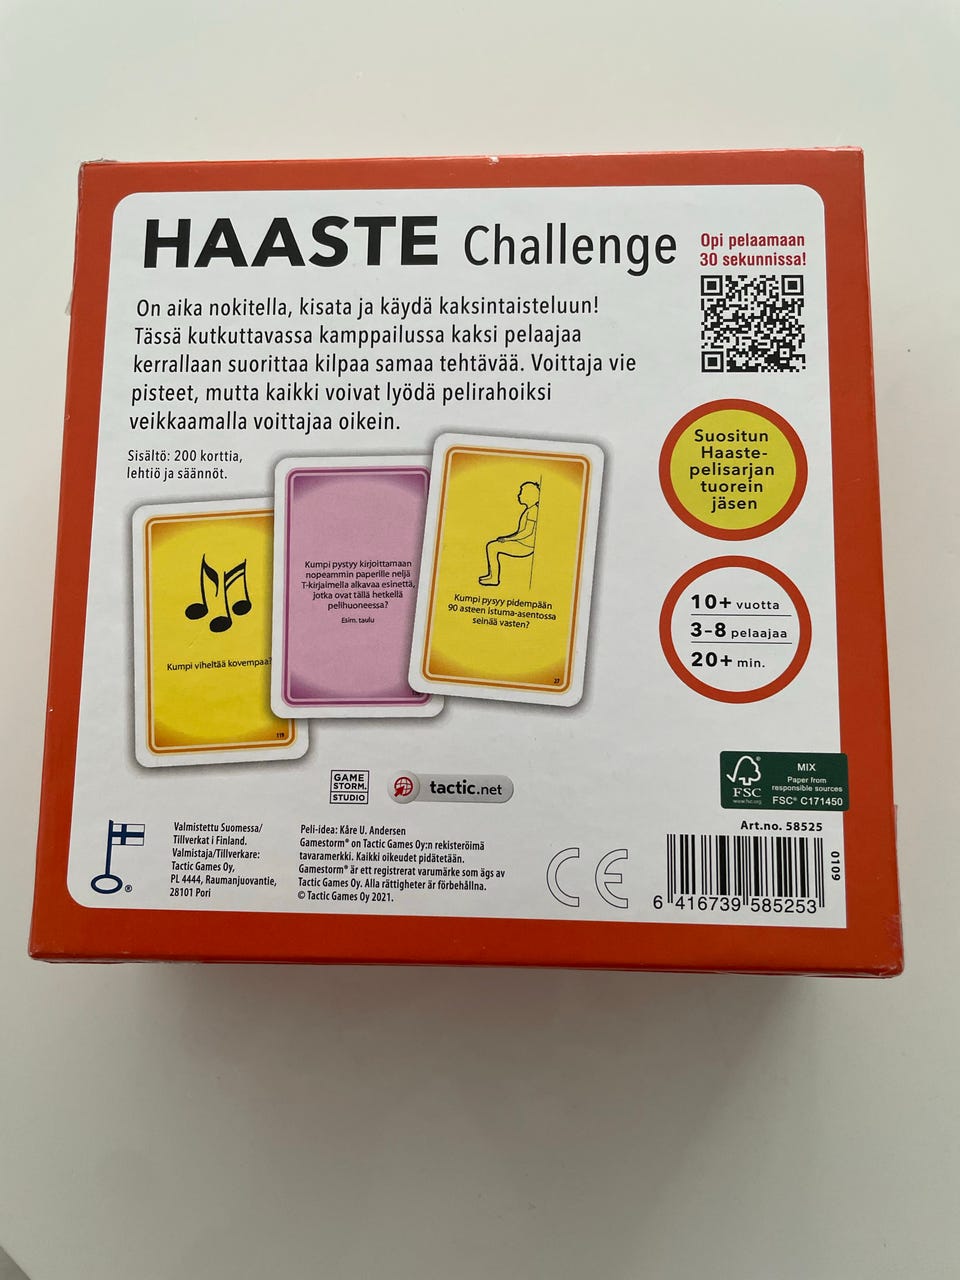 HAASTE Challenge
Opi pelaamaan
30 sekunnissa!
On aika nokitella, kisata ja käydä kaksintaisteluun!
Tässä kutkuttavassa kamppailussa kaksi pelaajaa
kerrallaan suorittaa kilpaa samaa tehtävää. Voittaja vie
pisteet, mutta kaikki voivat lyödä pelirahoiksi
veikkaamalla voittajaa oikein.
Sisältö: 200 korttia,
lehtiö ja säännöt.
Suositun
Haaste-
pelisarjan
tuorein
jäsen
Kumpi viheltää kovempaa?
119
Kumpi pystyy kirjoittamaan
nopeammin paperille neljä
T-kirjaimella alkavaa esinettä,
jotka ovat tällä hetkellä
pelihuoneessa?
Esim. taulu
Kumpi pysyy pidempään
90 asteen istuma-asentossa
seinää vasten?
27
10+ vuotta
3–8 pelaajaa
20+ min.
GAME
STORM.
STUDIO
tactic.net
FSC
www.fsc.org
MIX
Paper from
responsible sources
FSC® C171450
Valmistettu Suomessa/
Tillverkat i Finland.
Valmistaja/Tillverkare:
Tactic Games Oy,
PL 4444, Raumanjuovantie,
28101 Pori
Peli-idea: Kåre U. Andersen
Gamestorm® on Tactic Games Oy:n rekisteröimä
tavaramerkki. Kaikki oikeudet pidätetään.
Gamestorm® är ett registrerat varumärke som ägs av
Tactic Games Oy. Alla rättigheter är förbehållna.
© Tactic Games Oy 2021.
CE
Art.no. 58525
0109
6 416739 585253